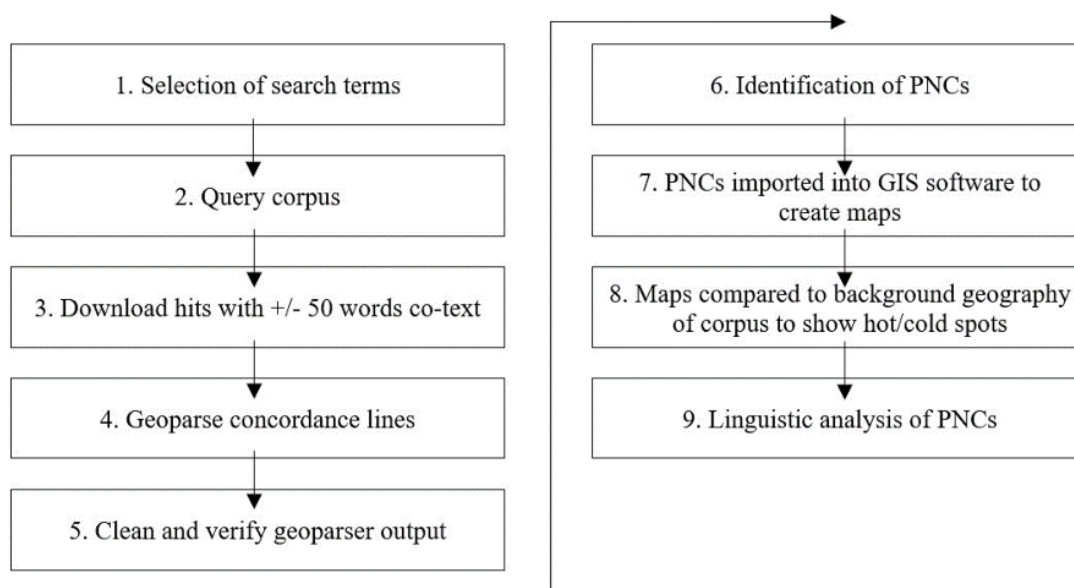 1. Selection of search terms
2. Query corpus
3. Download hits with +/- 50 words co-text
4. Geoparse concordance lines
5. Clean and verify geoparser output
6. Identification of PNCs
7. PNCs imported into GIS software to
create maps
8. Maps compared to background geography
of corpus to show hot/cold spots
9. Linguistic analysis of PNCs